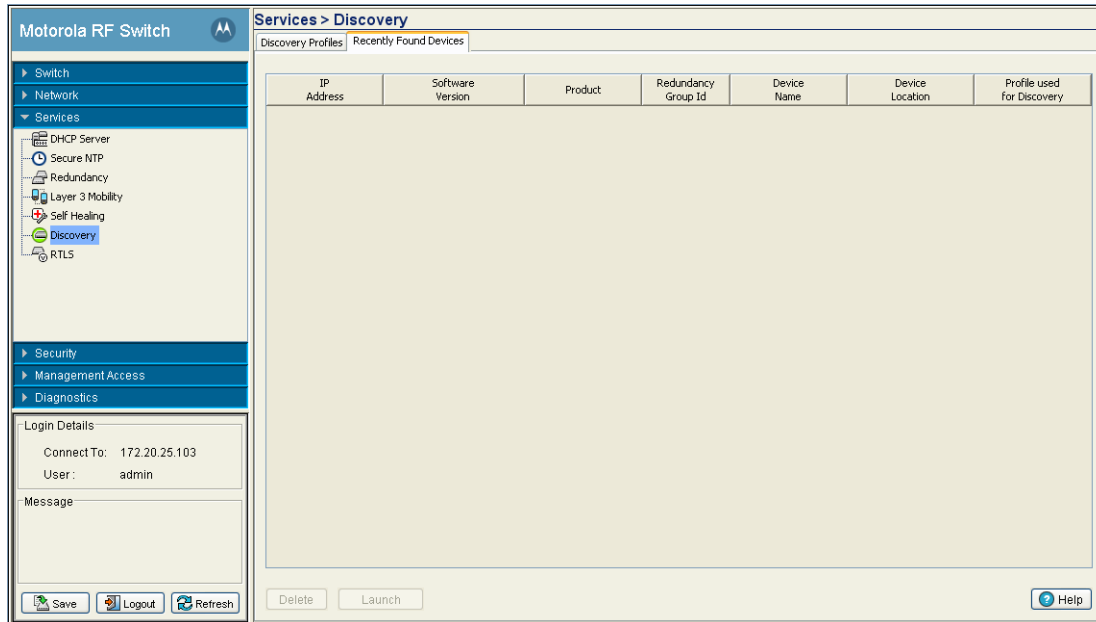 Motorola RF Switch
Switch
Network
Services
DHCP Server
Secure NTP
Redundancy
Layer 3 Mobility
Self Healing
Discovery
RTLS
Security
Management Access
Diagnostics
Login Details
Connect To: 172.20.25.103
User : admin
Message
Save Logout Refresh
Services > Discovery
Discovery Profiles Recently Found Devices
IP Address Software Version Product Redundancy Group Id Device Name Device Location Profile used for Discovery
Delete Launch Help